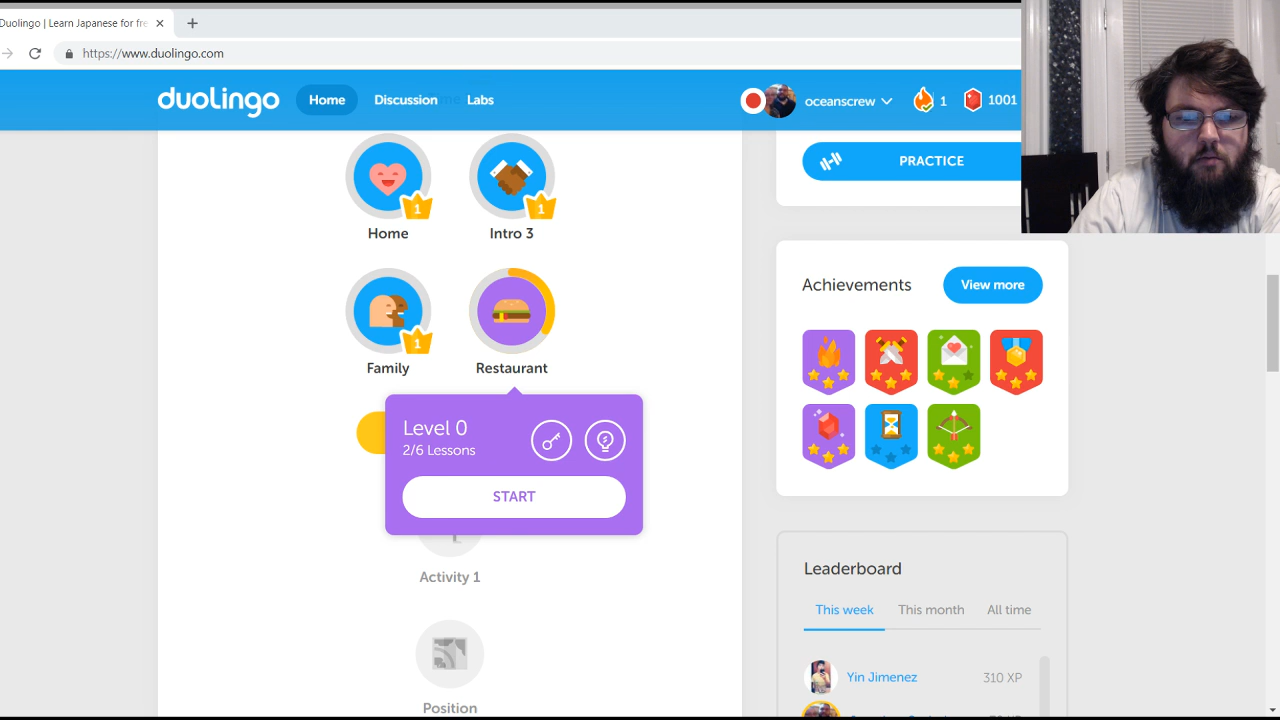 Duolingo | Learn Japanese for fre
https://www.duolingo.com
duolingo
Home
Discussion
Labs
oceanscrew
1
1001
PRACTICE
1
1
Home
Intro 3
1
Family
Restaurant
Level 0
2/6 Lessons
START
Activity 1
Position
Achievements
View more
Leaderboard
This week
This month
All time
Yin Jimenez
310 XP